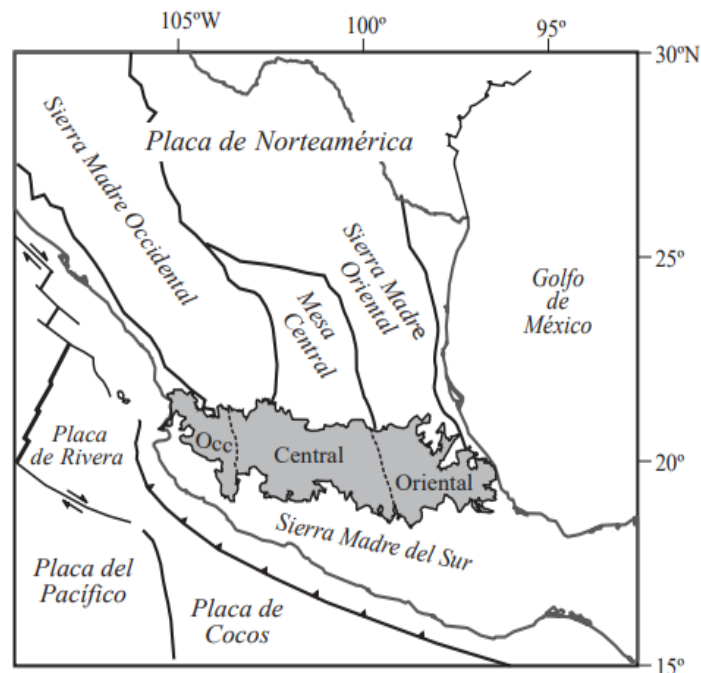 105ºW
100º
95º
30ºN
Sierra Madre Occidental
Placa de Norteamérica
Sierra Madre
Oriental
25º
Golfo
de
México
Mesa
Central
Placa
de Rivera
Occ
Central
Oriental
20º
Sierra Madre del Sur
Placa del
Pacífico
Placa de
Cocos
15º